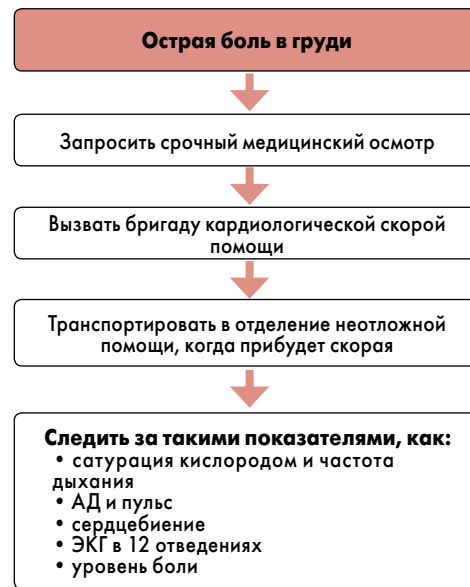 Острая боль в груди
Запросить срочный медицинский осмотр
Вызвать бригаду кардиологической скорой
помощи
Транспортировать в отделение неотложной
помощи, когда прибудет скорая
Следить за такими показателями, как:
• сатурация кислородом и частота
дыхания
• АД и пульс
• сердцебиение
• ЭКГ в 12 отведениях
• уровень боли